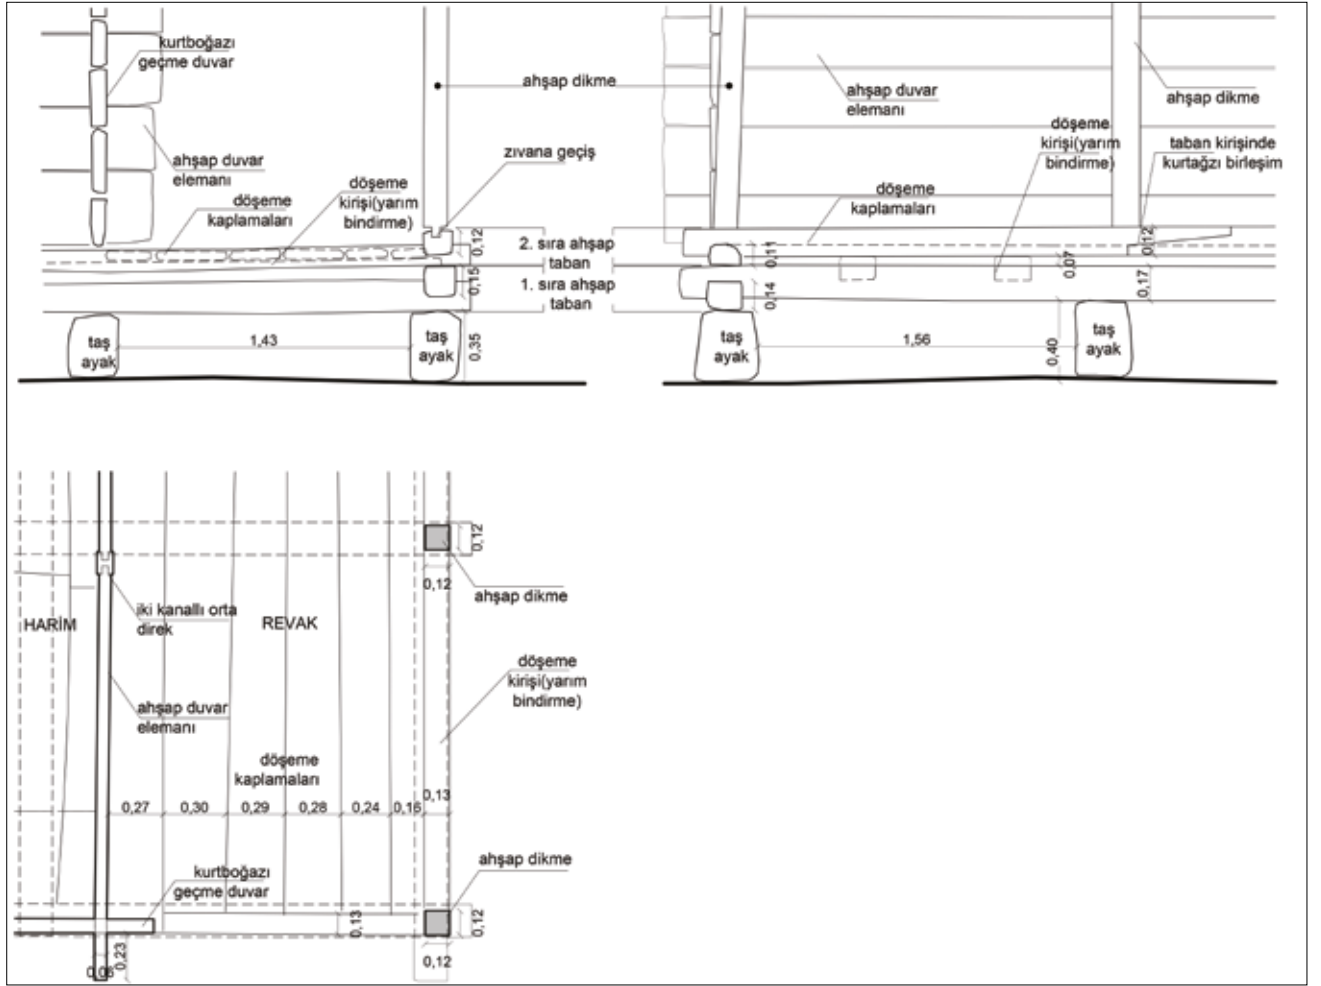 kurtboğazı
geçme duvar
ahşap duvar
elemanı
döşeme
kaplamaları
döşeme
kirişi(yarım
bindirme)
ahşap dikme
zıvana geçiş
0,12
0,15
2. sıra ahşap
taban
1. sıra ahşap
taban
taş
ayak
1,43
taş
ayak
0,35
ahşap duvar
elemanı
ahşap dikme
döşeme
kirişi(yarım
bindirme)
taban kirişinde
kurtağzı birleşim
döşeme
kaplamaları
0,11
0,14
0,12
0,07
0,17
taş
ayak
1,56
0,40
taş
ayak
0,12
0,12
ahşap dikme
HARİM
iki kanallı orta
direk
REVAK
döşeme
kirişi(yarım
bindirme)
ahşap duvar
elemanı
döşeme
kaplamaları
0,27 0,30 0,29 0,28 0,24 0,16 0,13
kurtboğazı
geçme duvar
ahşap dikme
0,13
0,12
0,12
0,23
0,06